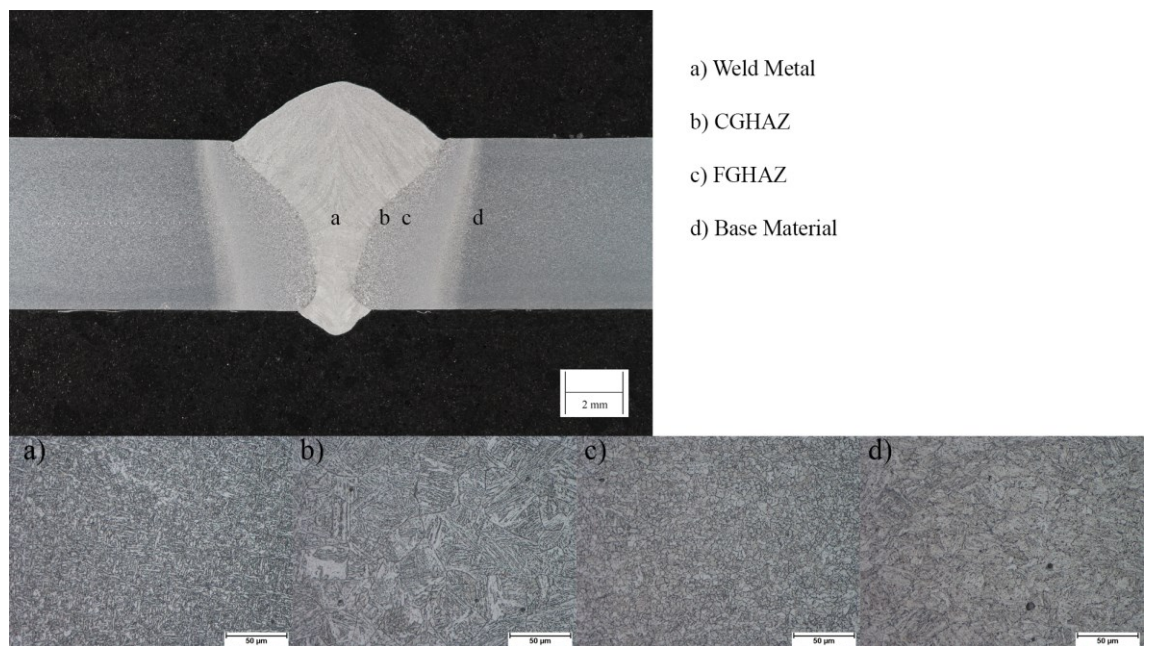 a) Weld Metal
b) CGHAZ
c) FGHAZ
d) Base Material
a b c d
2 mm
a) b) c) d)
50 µm 50 µm 50 µm 50 µm